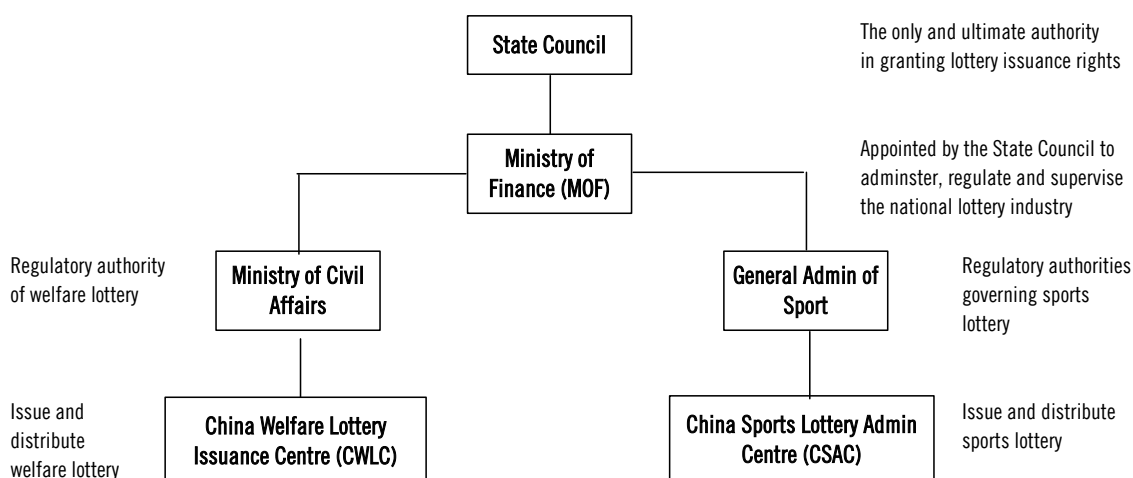 State Council
The only and ultimate authority
in granting lottery issuance rights
Ministry of
Finance (MOF)
Appointed by the State Council to
adminster, regulate and supervise
the national lottery industry
Regulatory authority
of welfare lottery
Ministry of Civil
Affairs
General Admin of
Sport
Regulatory authorities
governing sports
lottery
Issue and
distribute
welfare lottery
China Welfare Lottery
Issuance Centre (CWLC)
China Sports Lottery Admin
Centre (CSAC)
Issue and distribute
sports lottery